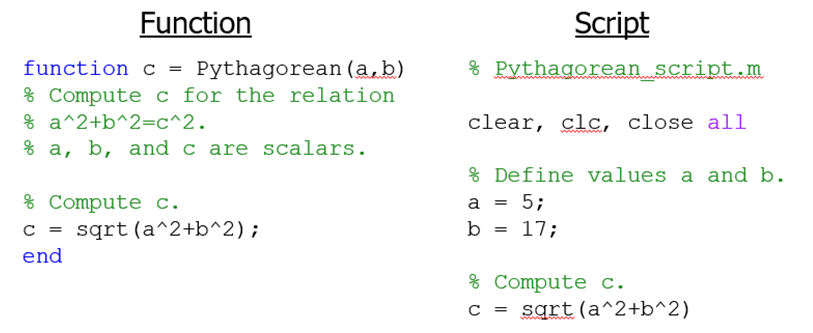 Function
function c = Pythagorean(a,b)
% Compute c for the relation
% a^2+b^2=c^2.
% a, b, and c are scalars.
% Compute c.
c = sqrt(a^2+b^2);
end
Script
% Pythagorean_script.m
clear, clc, close all
% Define values a and b.
a = 5;
b = 17;
% Compute c.
c = sqrt(a^2+b^2)